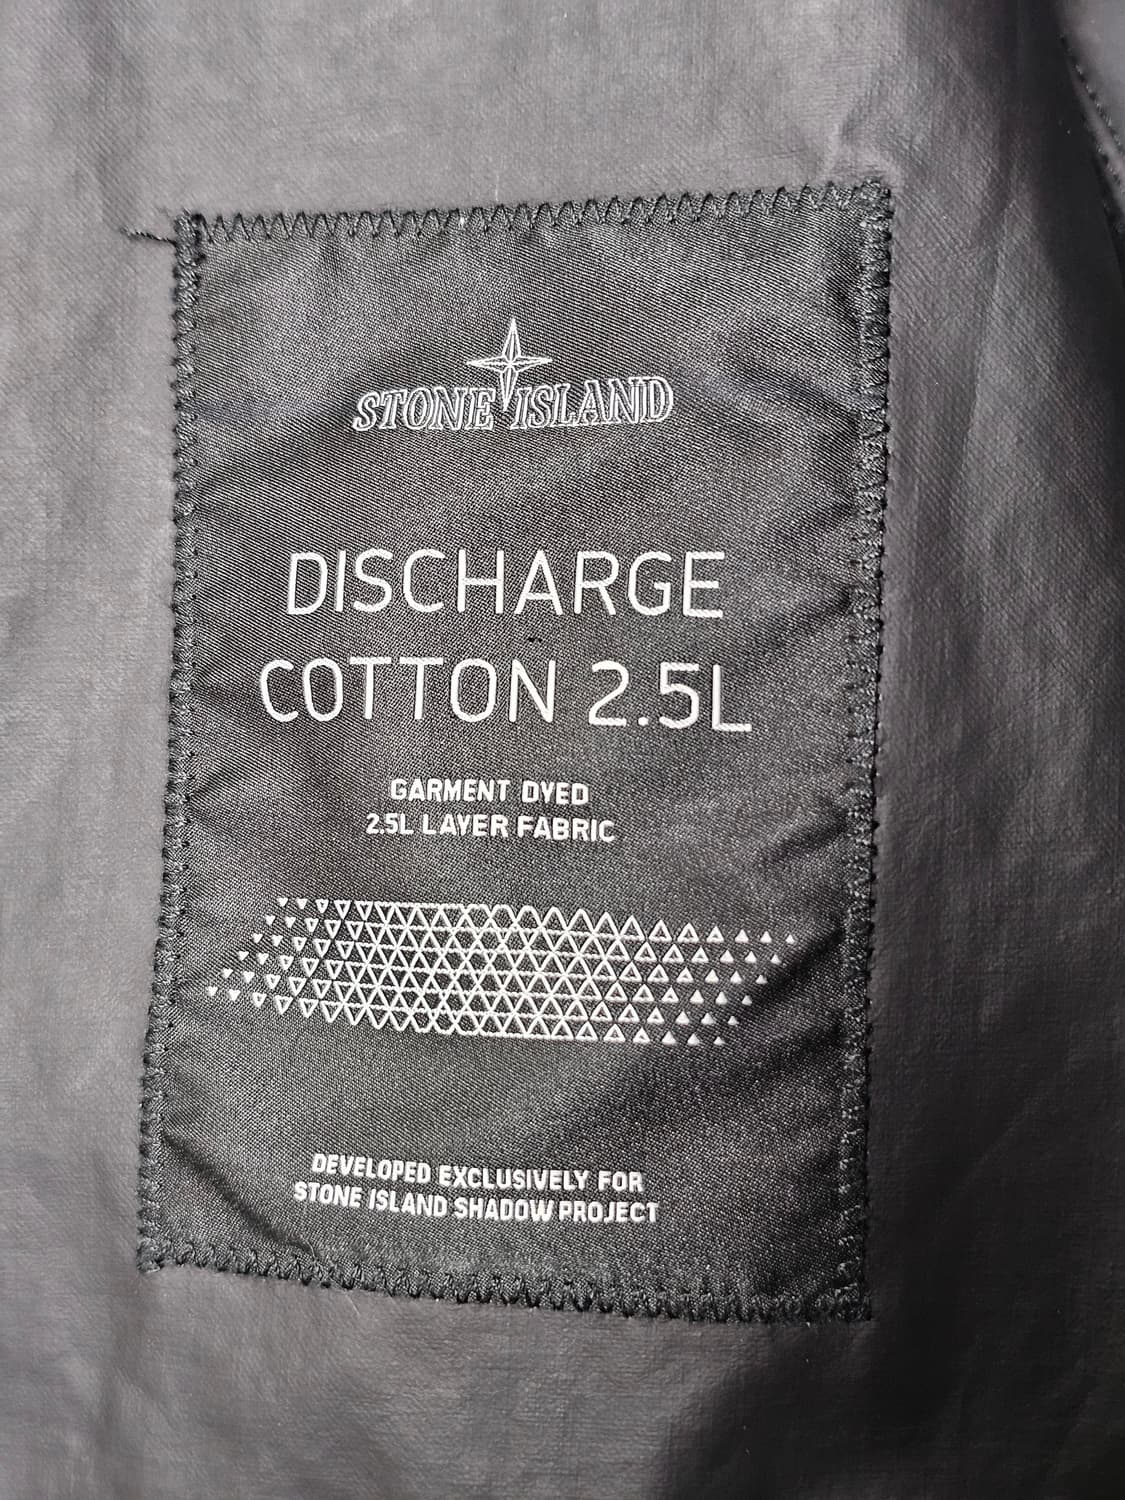 STONE ISLAND
DISCHARGE
COTTON 2.5L
GARMENT DYED
2.5L LAYER FABRIC
DEVELOPED EXCLUSIVELY FOR
STONE ISLAND SHADOW PROJECT